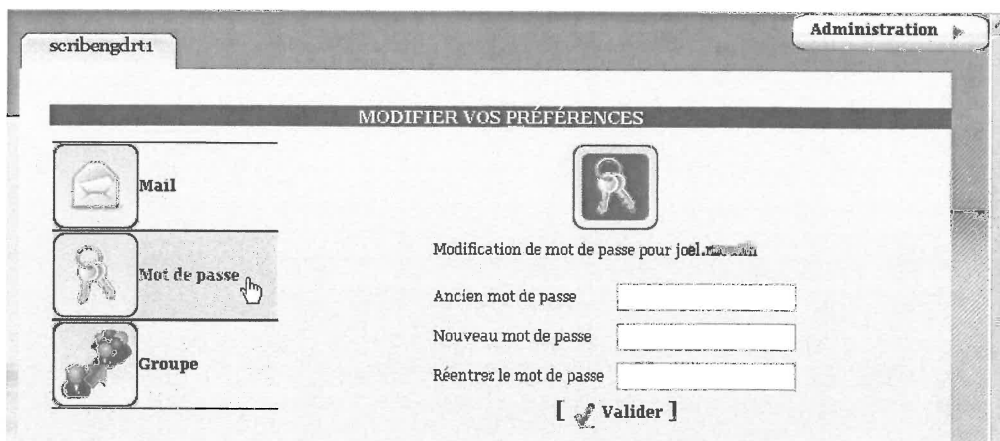 Administration
scribengdrt1
MODIFIER VOS PRÉFÉRENCES
Mail
Mot de passe
Groupe
Modification de mot de passe pour joel.
Ancien mot de passe
Nouveau mot de passe
Réentrez le mot de passe
[ Valider ]